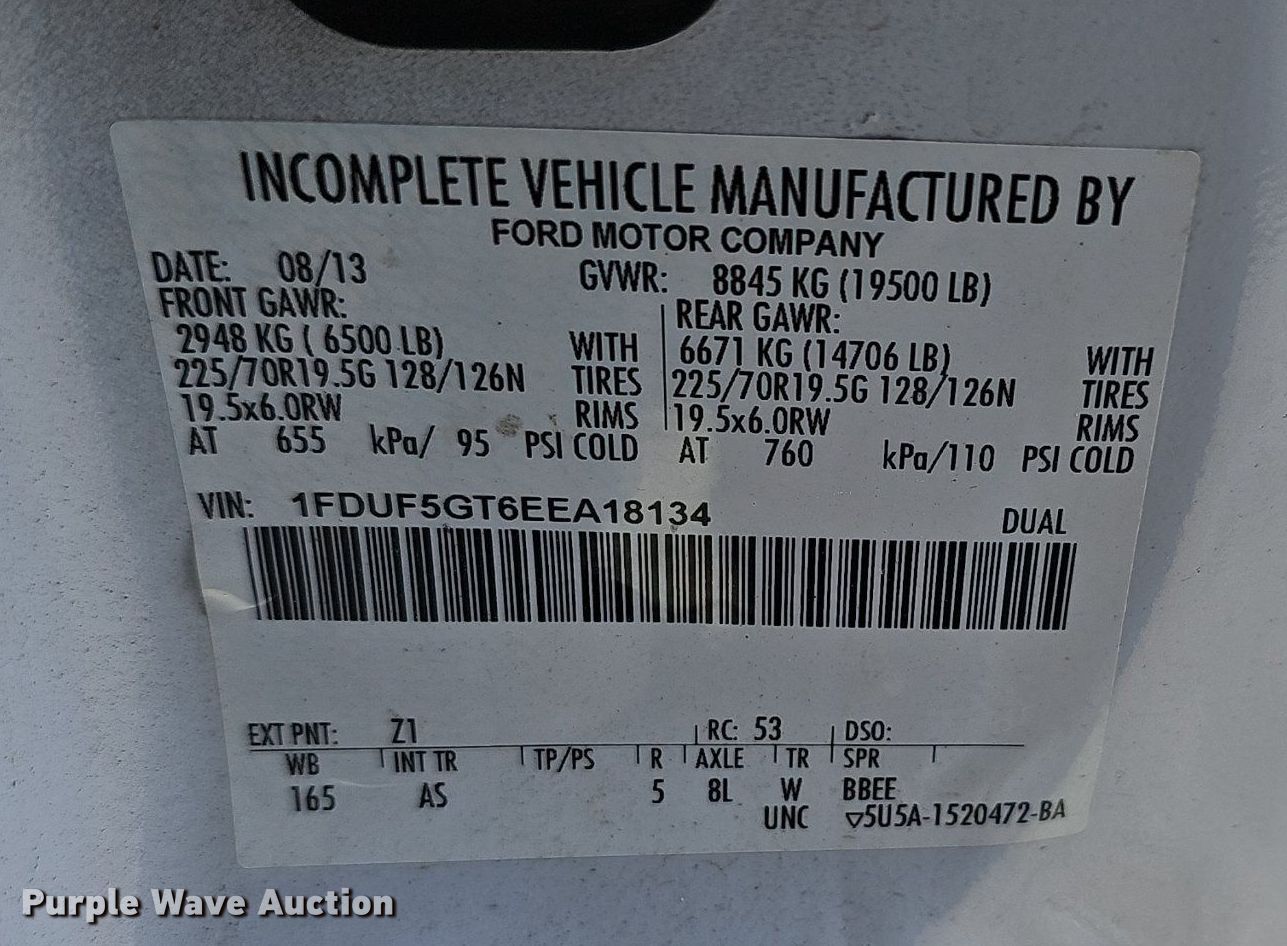 INCOMPLETE VEHICLE MANUFACTURED BY
FORD MOTOR COMPANY
DATE: 08/13 GVWR: 8845 KG (19500 LB)
FRONT GAWR: REAR GAWR:
2948 KG ( 6500 LB) WITH 6671 KG (14706 LB) WITH
225/70R19.5G 128/126N TIRES 225/70R19.5G 128/126N TIRES
19.5x6.0RW RIMS 19.5x6.0RW RIMS
AT 655 kPa/ 95 PSI COLD AT 760 kPa/110 PSI COLD
VIN: 1FDUF5GT6EEA18134 DUAL
EXT PNT: Z1 RC: 53 DSO:
WB INT TR TP/PS R AXLE TR SPR
165 AS 5 8L W BBEE
UNC ▽5U5A-1520472-BA
Purple Wave Auction